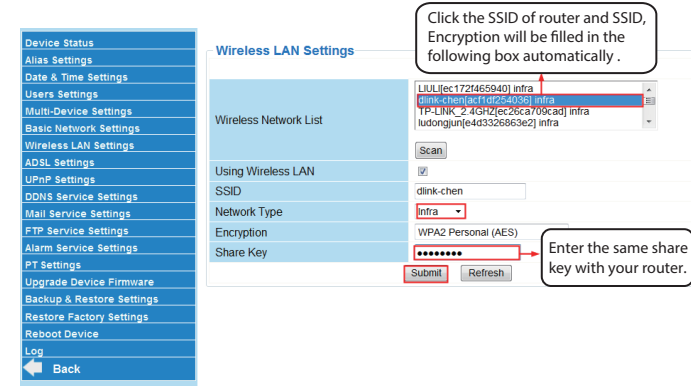 Click the SSID of router and SSID,
Encryption will be filled in the
following box automatically .
Device Status
Alias Settings
Date & Time Settings
Users Settings
Multi-Device Settings
Basic Network Settings
Wireless LAN Settings
ADSL Settings
UPnP Settings
DDNS Service Settings
Mail Service Settings
FTP Service Settings
Alarm Service Settings
PT Settings
Upgrade Device Firmware
Backup & Restore Settings
Restore Factory Settings
Reboot Device
Log
Back
Wireless LAN Settings
Wireless Network List
LIULI[ec172f465940] infra
dlink-chen[acf1df254036] infra
TP-LINK_2.4GHZ[ec26ca709cad] infra
ludongjun[e4d3326863e2] infra
Scan
Using Wireless LAN
SSID
dlink-chen
Network Type
Infra
Encryption
WPA2 Personal (AES)
Share Key
••••••••
Enter the same share
key with your router.
Submit Refresh